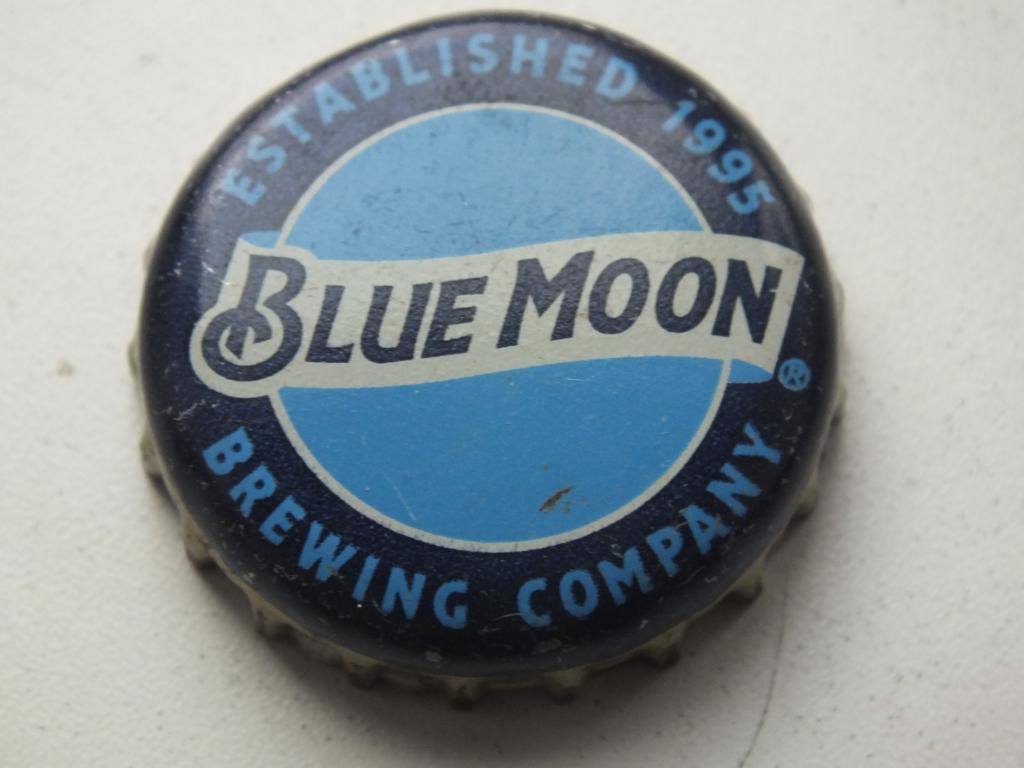 ESTABLISHED 1995
BLUE MOON®
BREWING COMPANY